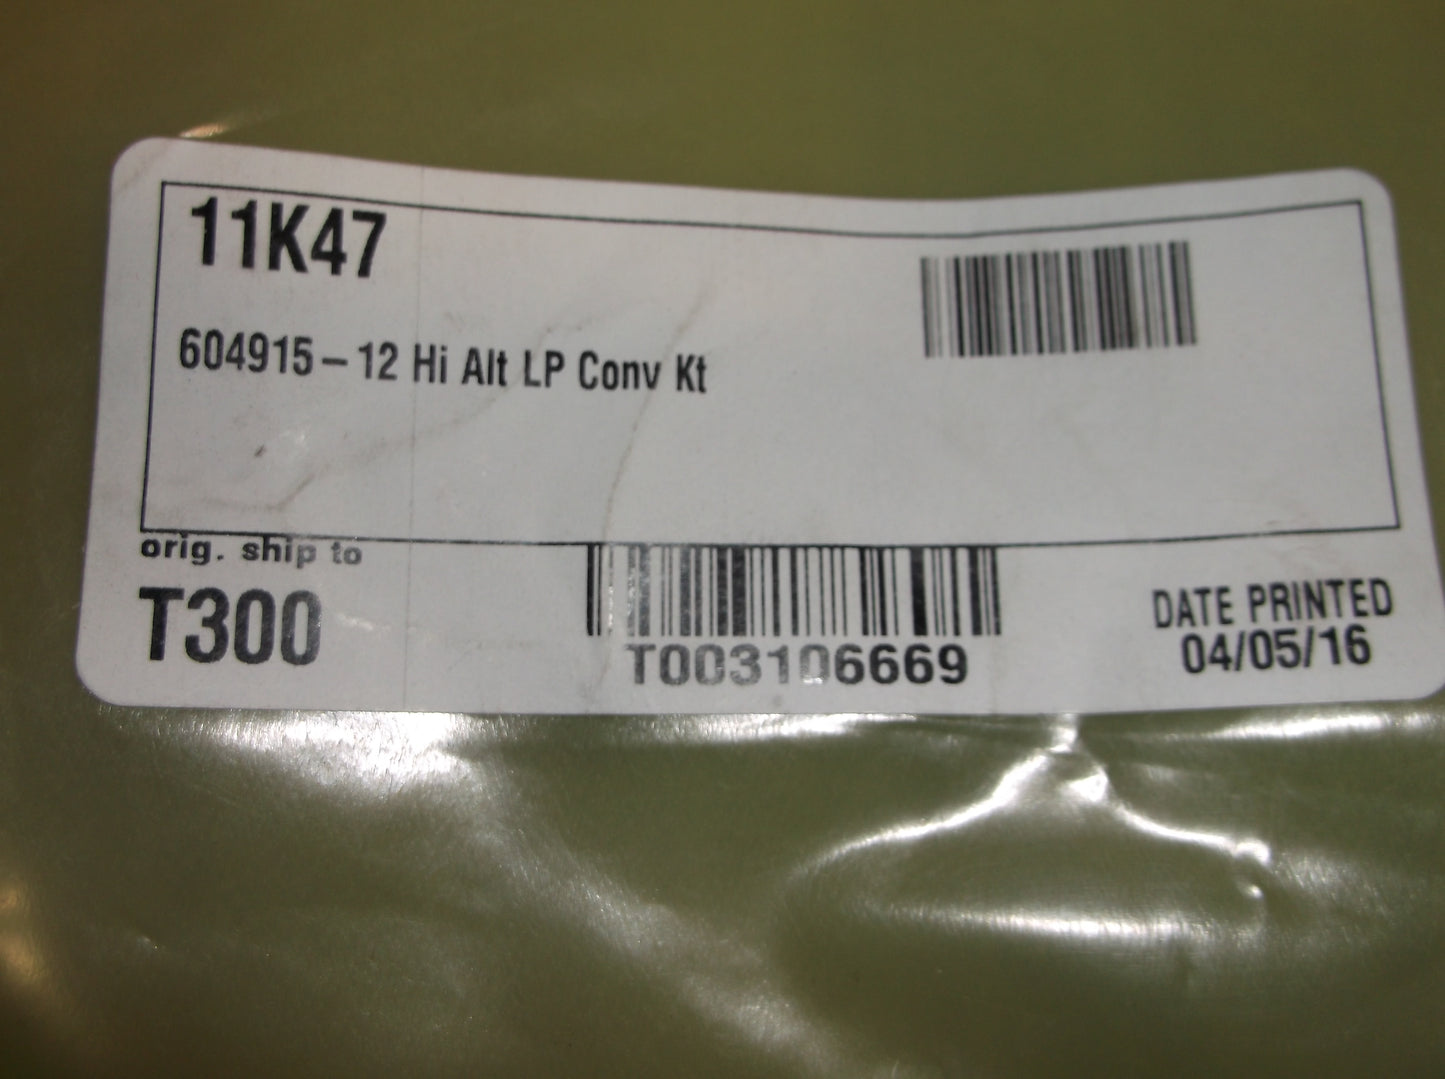 11K47
604915-12 Hi Alt LP Conv Kt
orig. ship to
T300
T003106669
DATE PRINTED
04/05/16